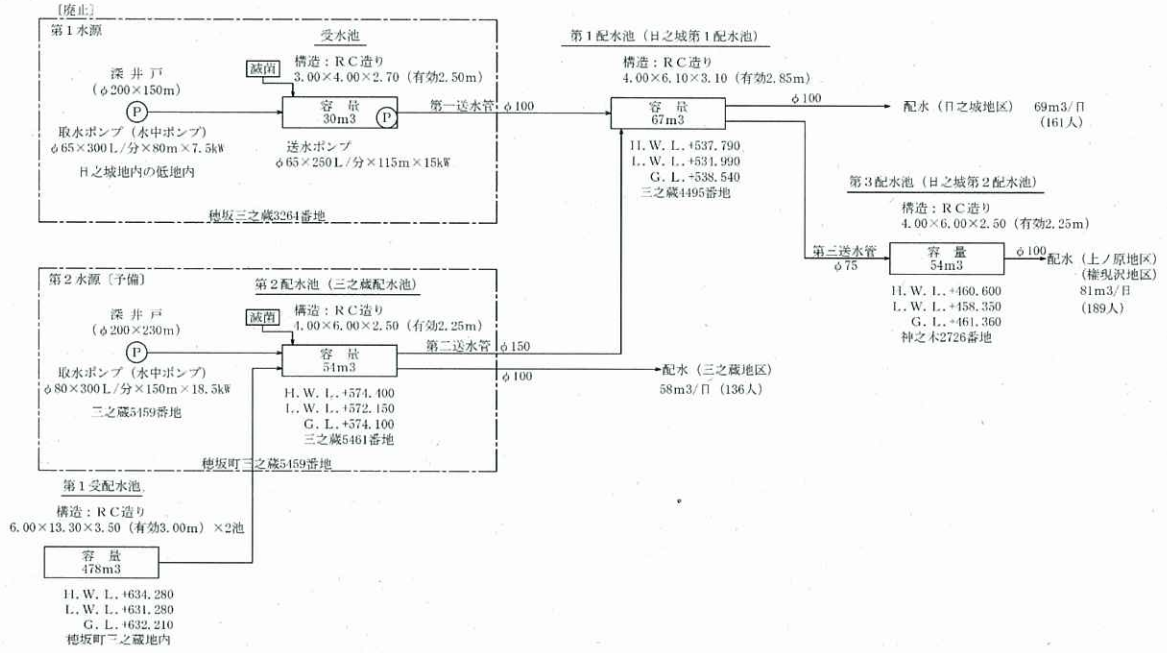 〔廃止〕
第1水源
深 井 戸
(φ200×150m)
P
取水ポンプ (水中ポンプ)
φ65×300L/分×80m×7.5kW
日之城地内の低地内
滅菌
受水池
構造：RC造り
3.00×4.00×2.70 (有効2.50m)
容 量
30m3
P
送水ポンプ
φ65×250L/分×115m×15kW
第一送水管 φ100
穂坂三之蔵3264番地
第1配水池 (日之城第1配水池)
構造：RC造り
4.00×6.10×3.10 (有効2.85m)
容 量
67m3
H. W. L. +537.790
L. W. L. +534.990
G. L. +538.540
三之蔵4495番地
φ100
配水 (日之城地区) 69m3/日
(161人)
第3配水池 (日之城第2配水池)
構造：RC造り
4.00×6.00×2.50 (有効2.25m)
第三送水管
φ75
容 量
54m3
φ100
配水 (上ノ原地区)
(権現沢地区)
81m3/日
(189人)
H. W. L. +460.600
L. W. L. +458.350
G. L. +461.360
神之木2726番地
第2水源〔予備〕
深 井 戸
(φ200×230m)
P
取水ポンプ (水中ポンプ)
φ80×300L/分×150m×18.5kW
三之蔵5459番地
第2配水池 (三之蔵配水池)
滅菌
構造：RC造り
4.00×6.00×2.50 (有効2.25m)
容 量
54m3
第二送水管 φ150
φ100
配水 (三之蔵地区)
58m3/日 (136人)
H. W. L. +574.400
L. W. L. +572.150
G. L. +574.100
三之蔵5461番地
穂坂町三之蔵5459番地
第1受配水池
構造：RC造り
6.00×13.30×3.50 (有効3.00m) ×2池
容 量
478m3
H. W. L. +634.280
L. W. L. +631.280
G. L. +632.210
穂坂町三之蔵地内